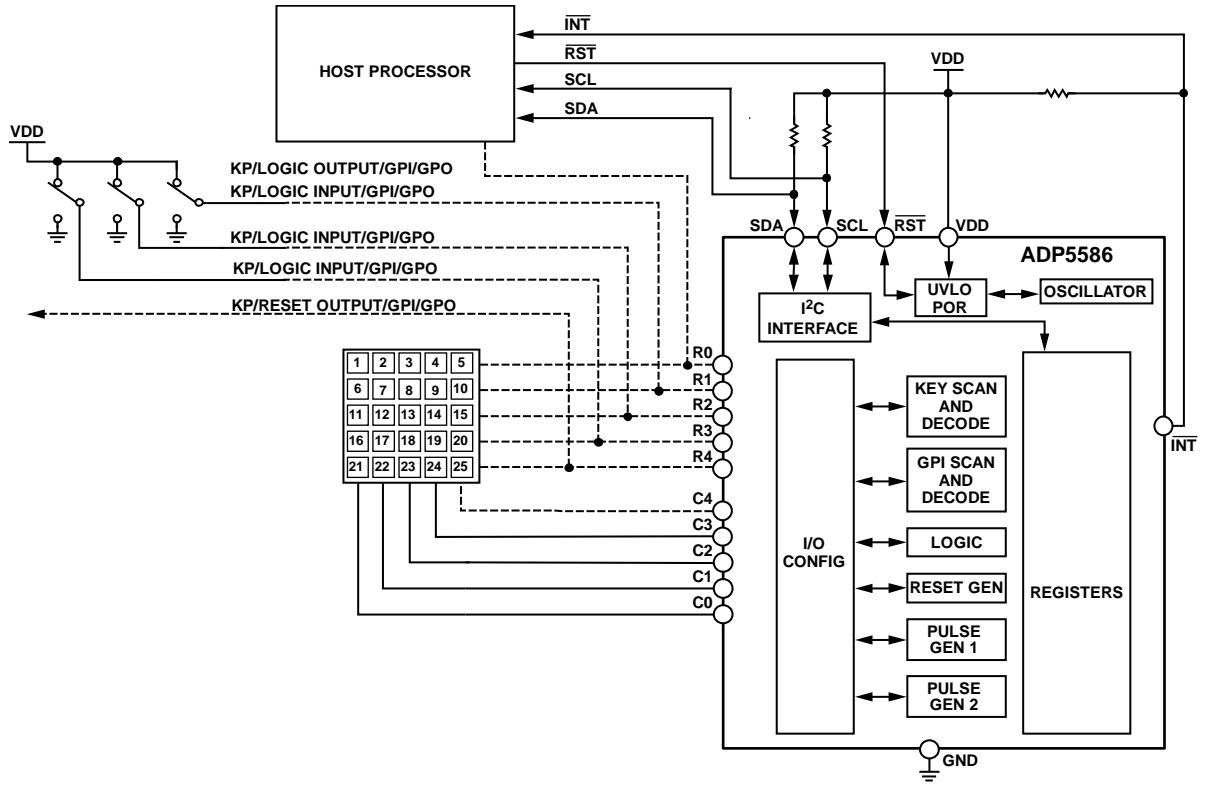 INT
RST
SCL
SDA
HOST PROCESSOR
VDD
VDD
KP/LOGIC OUTPUT/GPI/GPO
KP/LOGIC INPUT/GPI/GPO
KP/LOGIC INPUT/GPI/GPO
KP/LOGIC INPUT/GPI/GPO
KP/RESET OUTPUT/GPI/GPO
SDA
SCL
RST
VDD
ADP5586
I²C
INTERFACE
UVLO
POR
OSCILLATOR
1 2 3 4 5
6 7 8 9 10
11 12 13 14 15
16 17 18 19 20
21 22 23 24 25
R0
R1
R2
R3
R4
C4
C3
C2
C1
C0
I/O
CONFIG
KEY SCAN
AND
DECODE
GPI SCAN
AND
DECODE
LOGIC
RESET GEN
PULSE
GEN 1
PULSE
GEN 2
REGISTERS
INT
GND